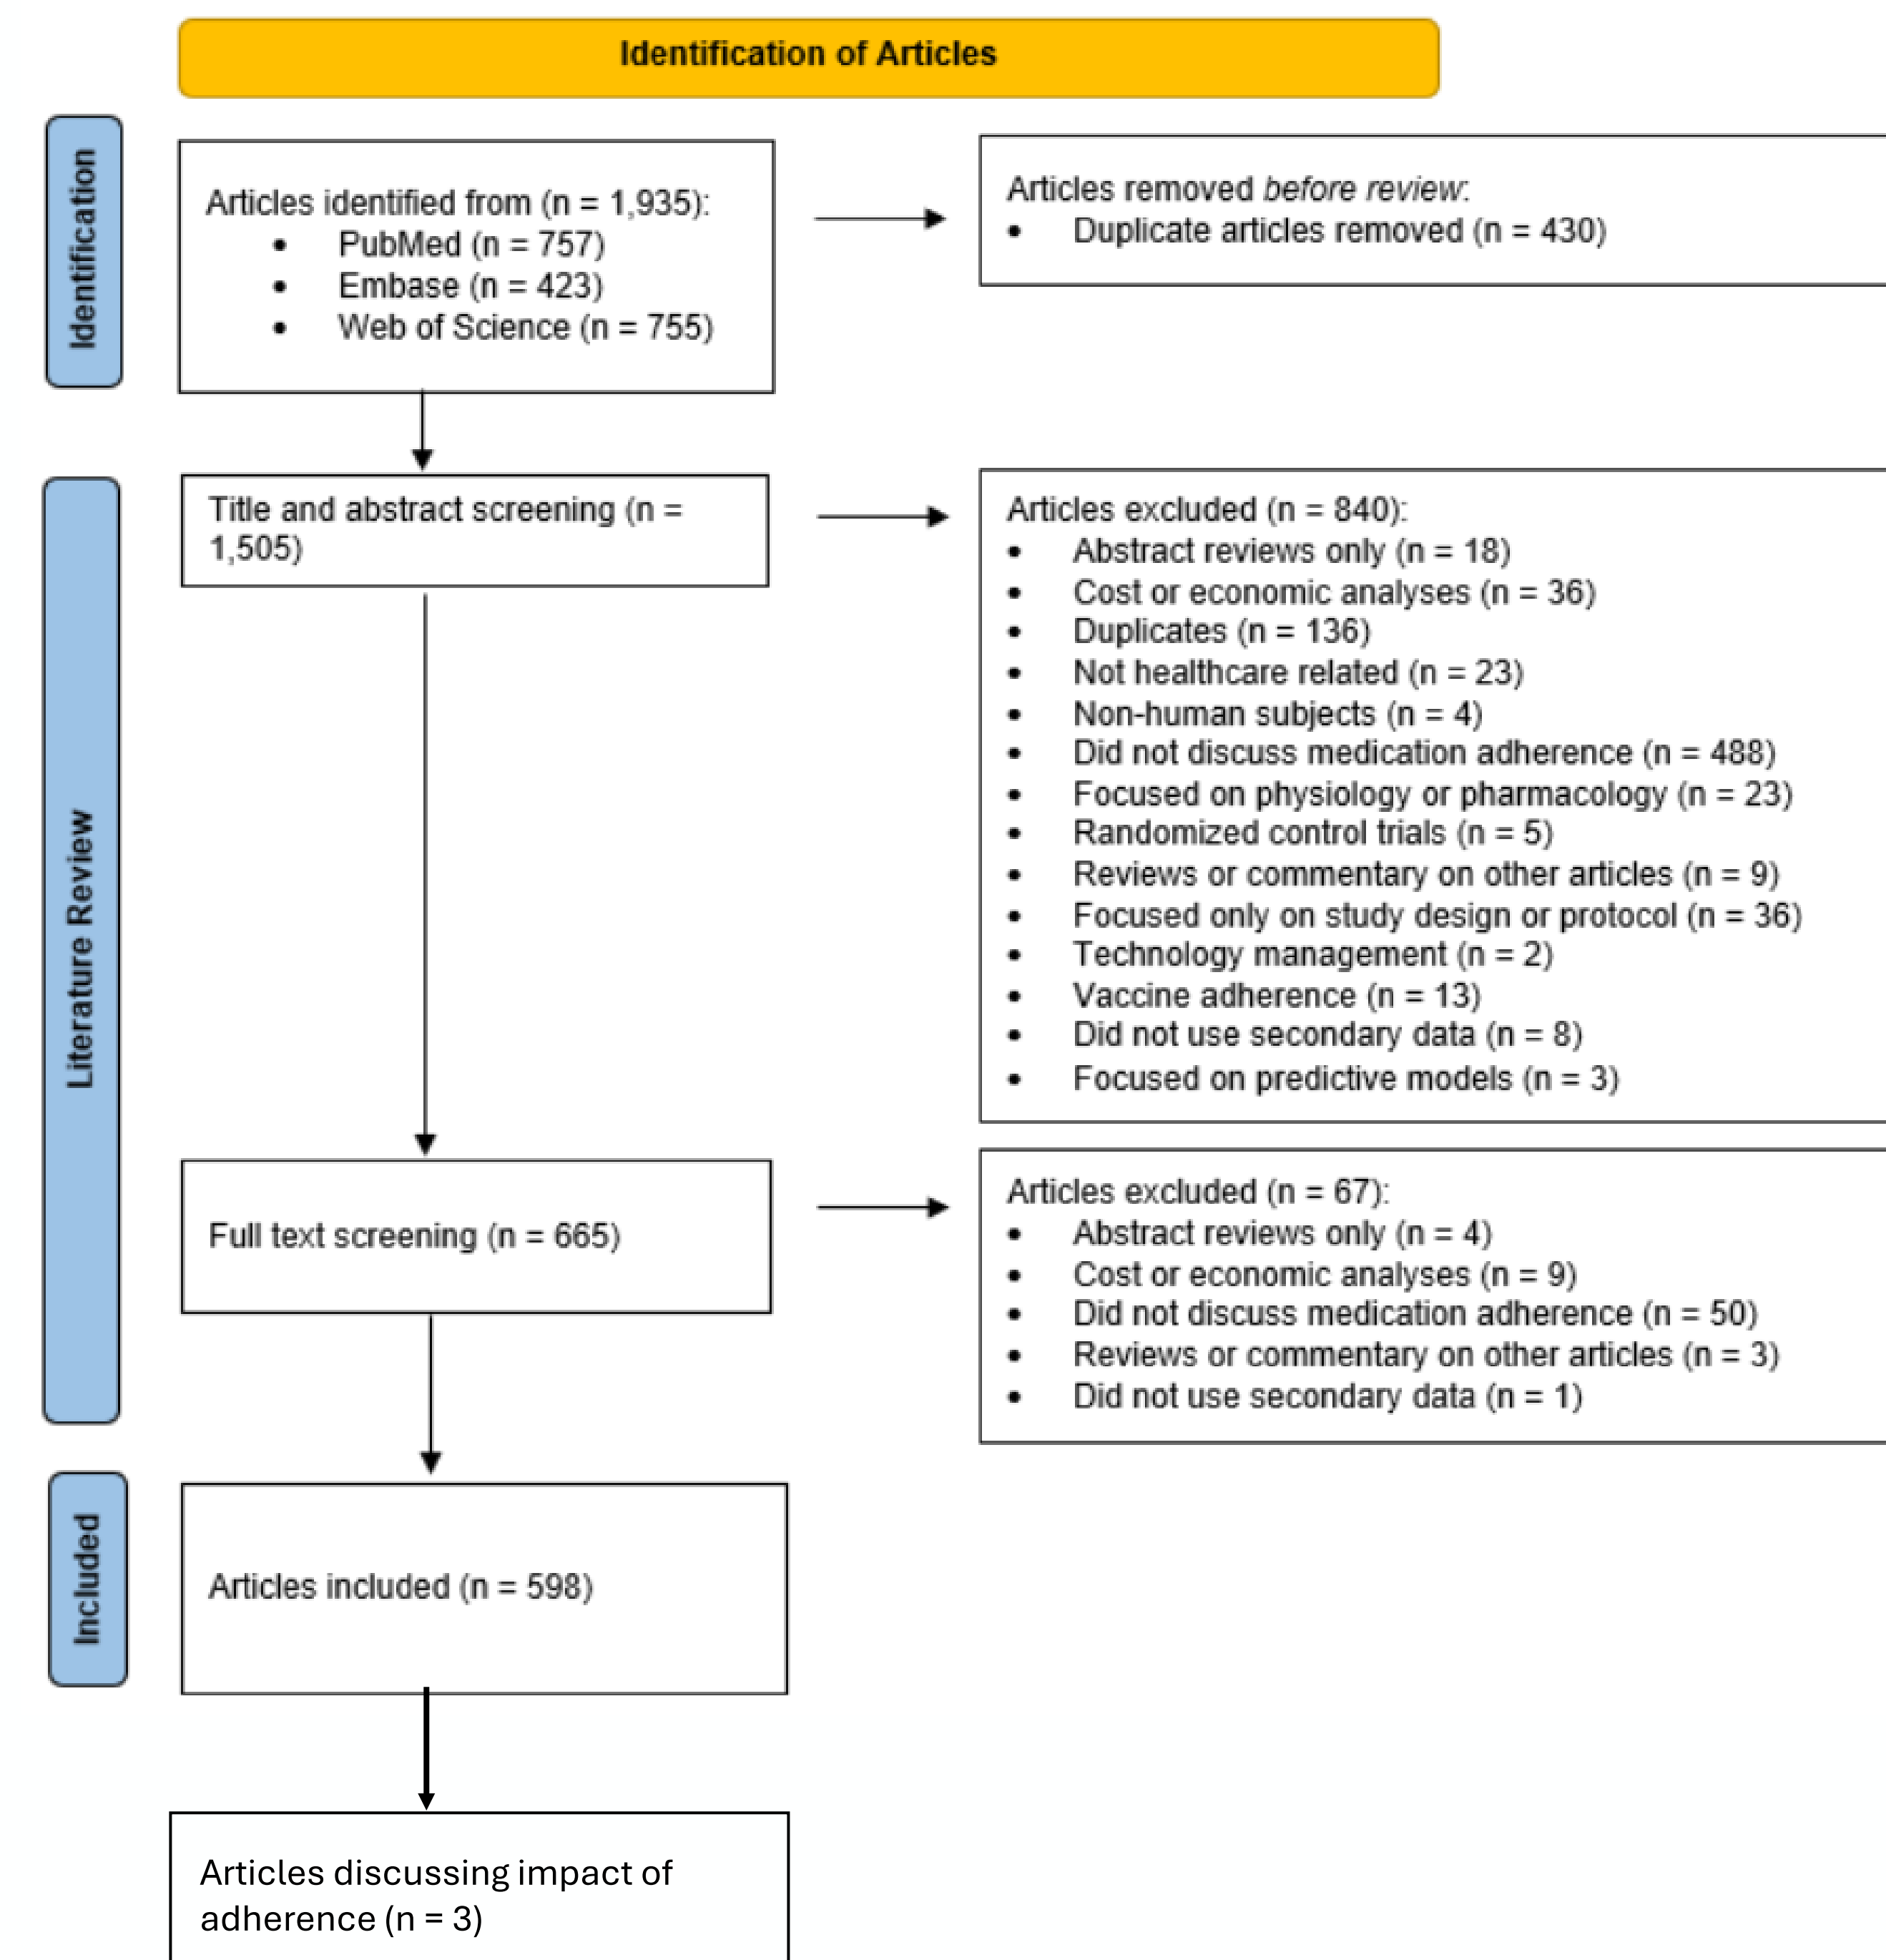 Identification of Articles
Identification
Articles identified from (n = 1,935):
• PubMed (n = 757)
• Embase (n = 423)
• Web of Science (n = 755)
Articles removed before review:
• Duplicate articles removed (n = 430)
Literature Review
Title and abstract screening (n =
1,505)
Articles excluded (n = 840):
• Abstract reviews only (n = 18)
• Cost or economic analyses (n = 36)
• Duplicates (n = 136)
• Not healthcare related (n = 23)
• Non-human subjects (n = 4)
• Did not discuss medication adherence (n = 488)
• Focused on physiology or pharmacology (n = 23)
• Randomized control trials (n = 5)
• Reviews or commentary on other articles (n = 9)
• Focused only on study design or protocol (n = 36)
• Technology management (n = 2)
• Vaccine adherence (n = 13)
• Did not use secondary data (n = 8)
• Focused on predictive models (n = 3)
Full text screening (n = 665)
Articles excluded (n = 67):
• Abstract reviews only (n = 4)
• Cost or economic analyses (n = 9)
• Did not discuss medication adherence (n = 50)
• Reviews or commentary on other articles (n = 3)
• Did not use secondary data (n = 1)
Included
Articles included (n = 598)
Articles discussing impact of
adherence (n = 3)